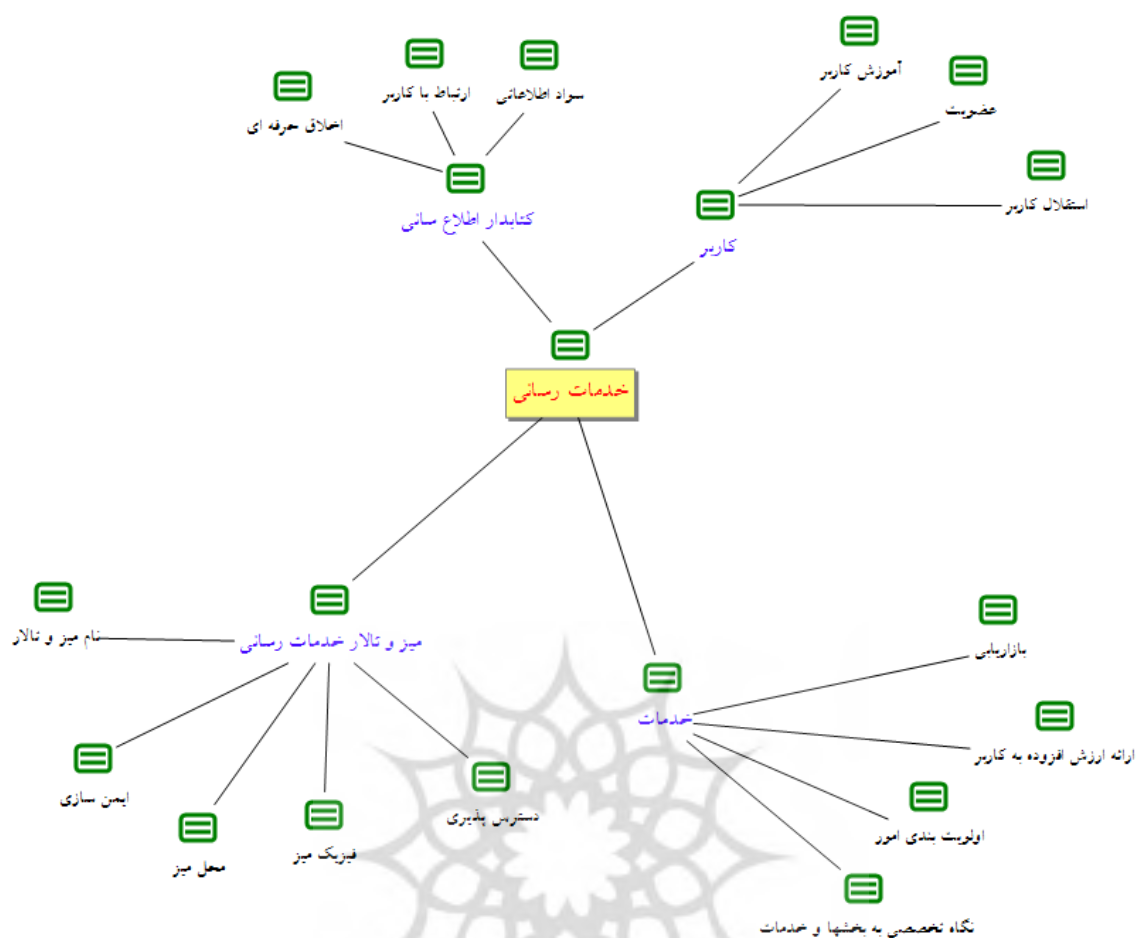 آموزش کاربر
سواد اطلاعاتی
ارتباط با کاربر
عضویت
اخلاق حرفه ای
استقلال کاربر
کتابدار اطلاع سانی
کاربر
خدمات رسانی
نام میز و تالار
میز و تالار خدمات رسانی
بازاریابی
خدمات
ارائه ارزش افزوده به کاربر
ایمن سازی
دسترس پذیری
اولویت بندی امور
فیزیک میز
محل میز
نگاه تخصصی به بخشها و خدمات